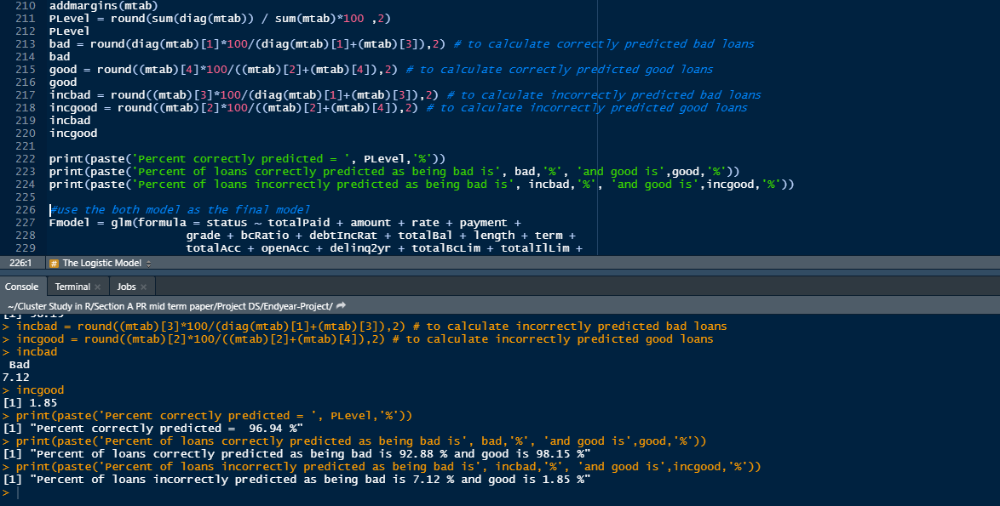 210 addmargins(mtab)
211 PLevel = round(sum(diag(mtab)) / sum(mtab)*100 ,2)
212 PLevel
213 bad = round(diag(mtab)[1]*100/(diag(mtab)[1]+(mtab)[3]),2) # to calculate correctly predicted bad loans
214 bad
215 good = round((mtab)[4]*100/((mtab)[2]+(mtab)[4]),2) # to calculate correctly predicted good loans
216 good
217 incbad = round((mtab)[3]*100/(diag(mtab)[1]+(mtab)[3]),2) # to calculate incorrectly predicted bad loans
218 incgood = round((mtab)[2]*100/((mtab)[2]+(mtab)[4]),2) # to calculate incorrectly predicted good loans
219 incbad
220 incgood
221
222 print(paste('Percent correctly predicted = ', PLevel,'%'))
223 print(paste('Percent of loans correctly predicted as being bad is', bad,'%', 'and good is',good,'%'))
224 print(paste('Percent of loans incorrectly predicted as being bad is', incbad,'%', 'and good is',incgood,'%'))
225
226 #use the both model as the final model
227 Fmodel = glm(formula = status ~ totalPaid + amount + rate + payment +
228 grade + bcRatio + debtIncRat + totalBal + length + term +
229 totalAcc + openAcc + delinq2yr + totalBcLim + totalIlLim +
226:1 # The Logistic Model
Console Terminal Jobs
~/Cluster Study in R/Section A PR mid term paper/Project DS/Endyear-Project/
> incbad = round((mtab)[3]*100/(diag(mtab)[1]+(mtab)[3]),2) # to calculate incorrectly predicted bad loans
> incgood = round((mtab)[2]*100/((mtab)[2]+(mtab)[4]),2) # to calculate incorrectly predicted good loans
> incbad
Bad
7.12
> incgood
[1] 1.85
> print(paste('Percent correctly predicted = ', PLevel,'%'))
[1] "Percent correctly predicted =  96.94 %"
> print(paste('Percent of loans correctly predicted as being bad is', bad,'%', 'and good is',good,'%'))
[1] "Percent of loans correctly predicted as being bad is 92.88 % and good is 98.15 %"
> print(paste('Percent of loans incorrectly predicted as being bad is', incbad,'%', 'and good is',incgood,'%'))
[1] "Percent of loans incorrectly predicted as being bad is 7.12 % and good is 1.85 %"
>